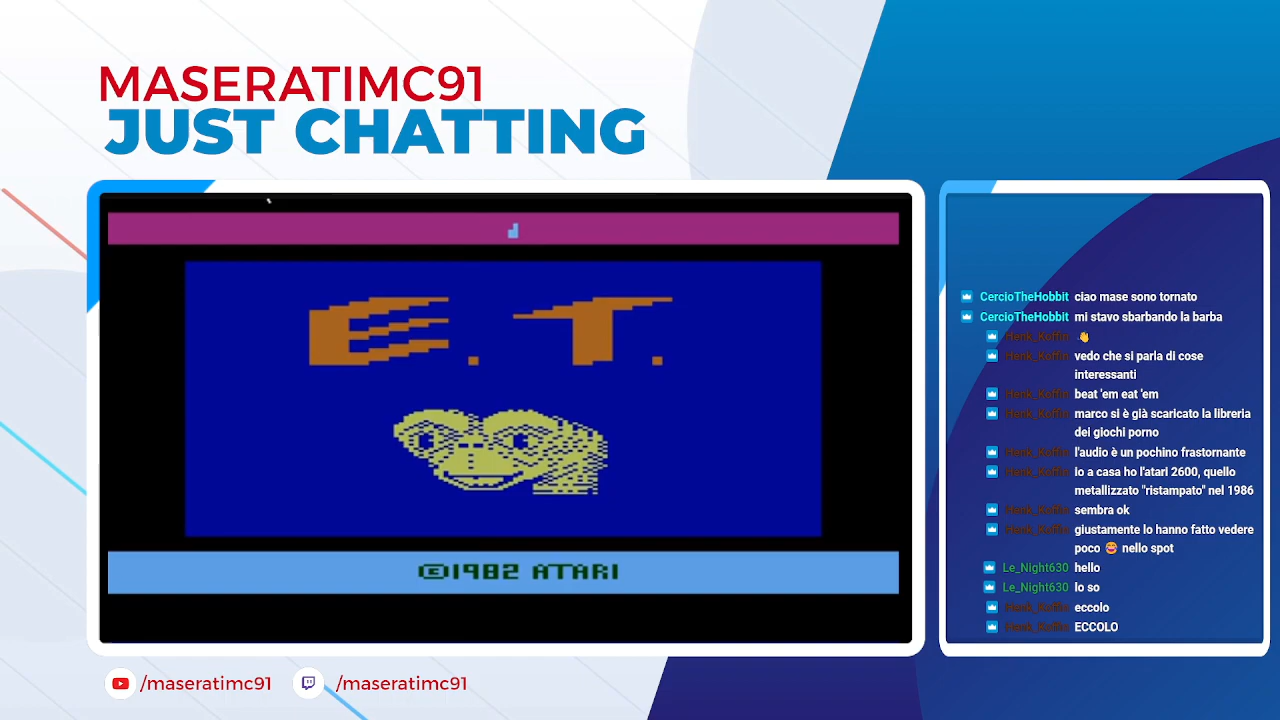 MASERATIMC91
JUST CHATTING
E. T.
©1982 ATARI
CercioTheHobbit ciao mase sono tornato
CercioTheHobbit mi stavo sbarbando la barba
Henk_Koffin 👋
Henk_Koffin vedo che si parla di cose
interessanti
Henk_Koffin beat 'em eat 'em
Henk_Koffin marco si è già scaricato la libreria
dei giochi porno
Henk_Koffin l'audio è un pochino frastornante
Henk_Koffin Io a casa ho l'atari 2600, quello
metallizzato "ristampato" nel 1986
Henk_Koffin sembra ok
Henk_Koffin giustamente lo hanno fatto vedere
poco 😄 nello spot
Le_Night630 hello
Le_Night630 lo so
Henk_Koffin eccolo
Henk_Koffin ECCOLO
/maseratimc91 /maseratimc91